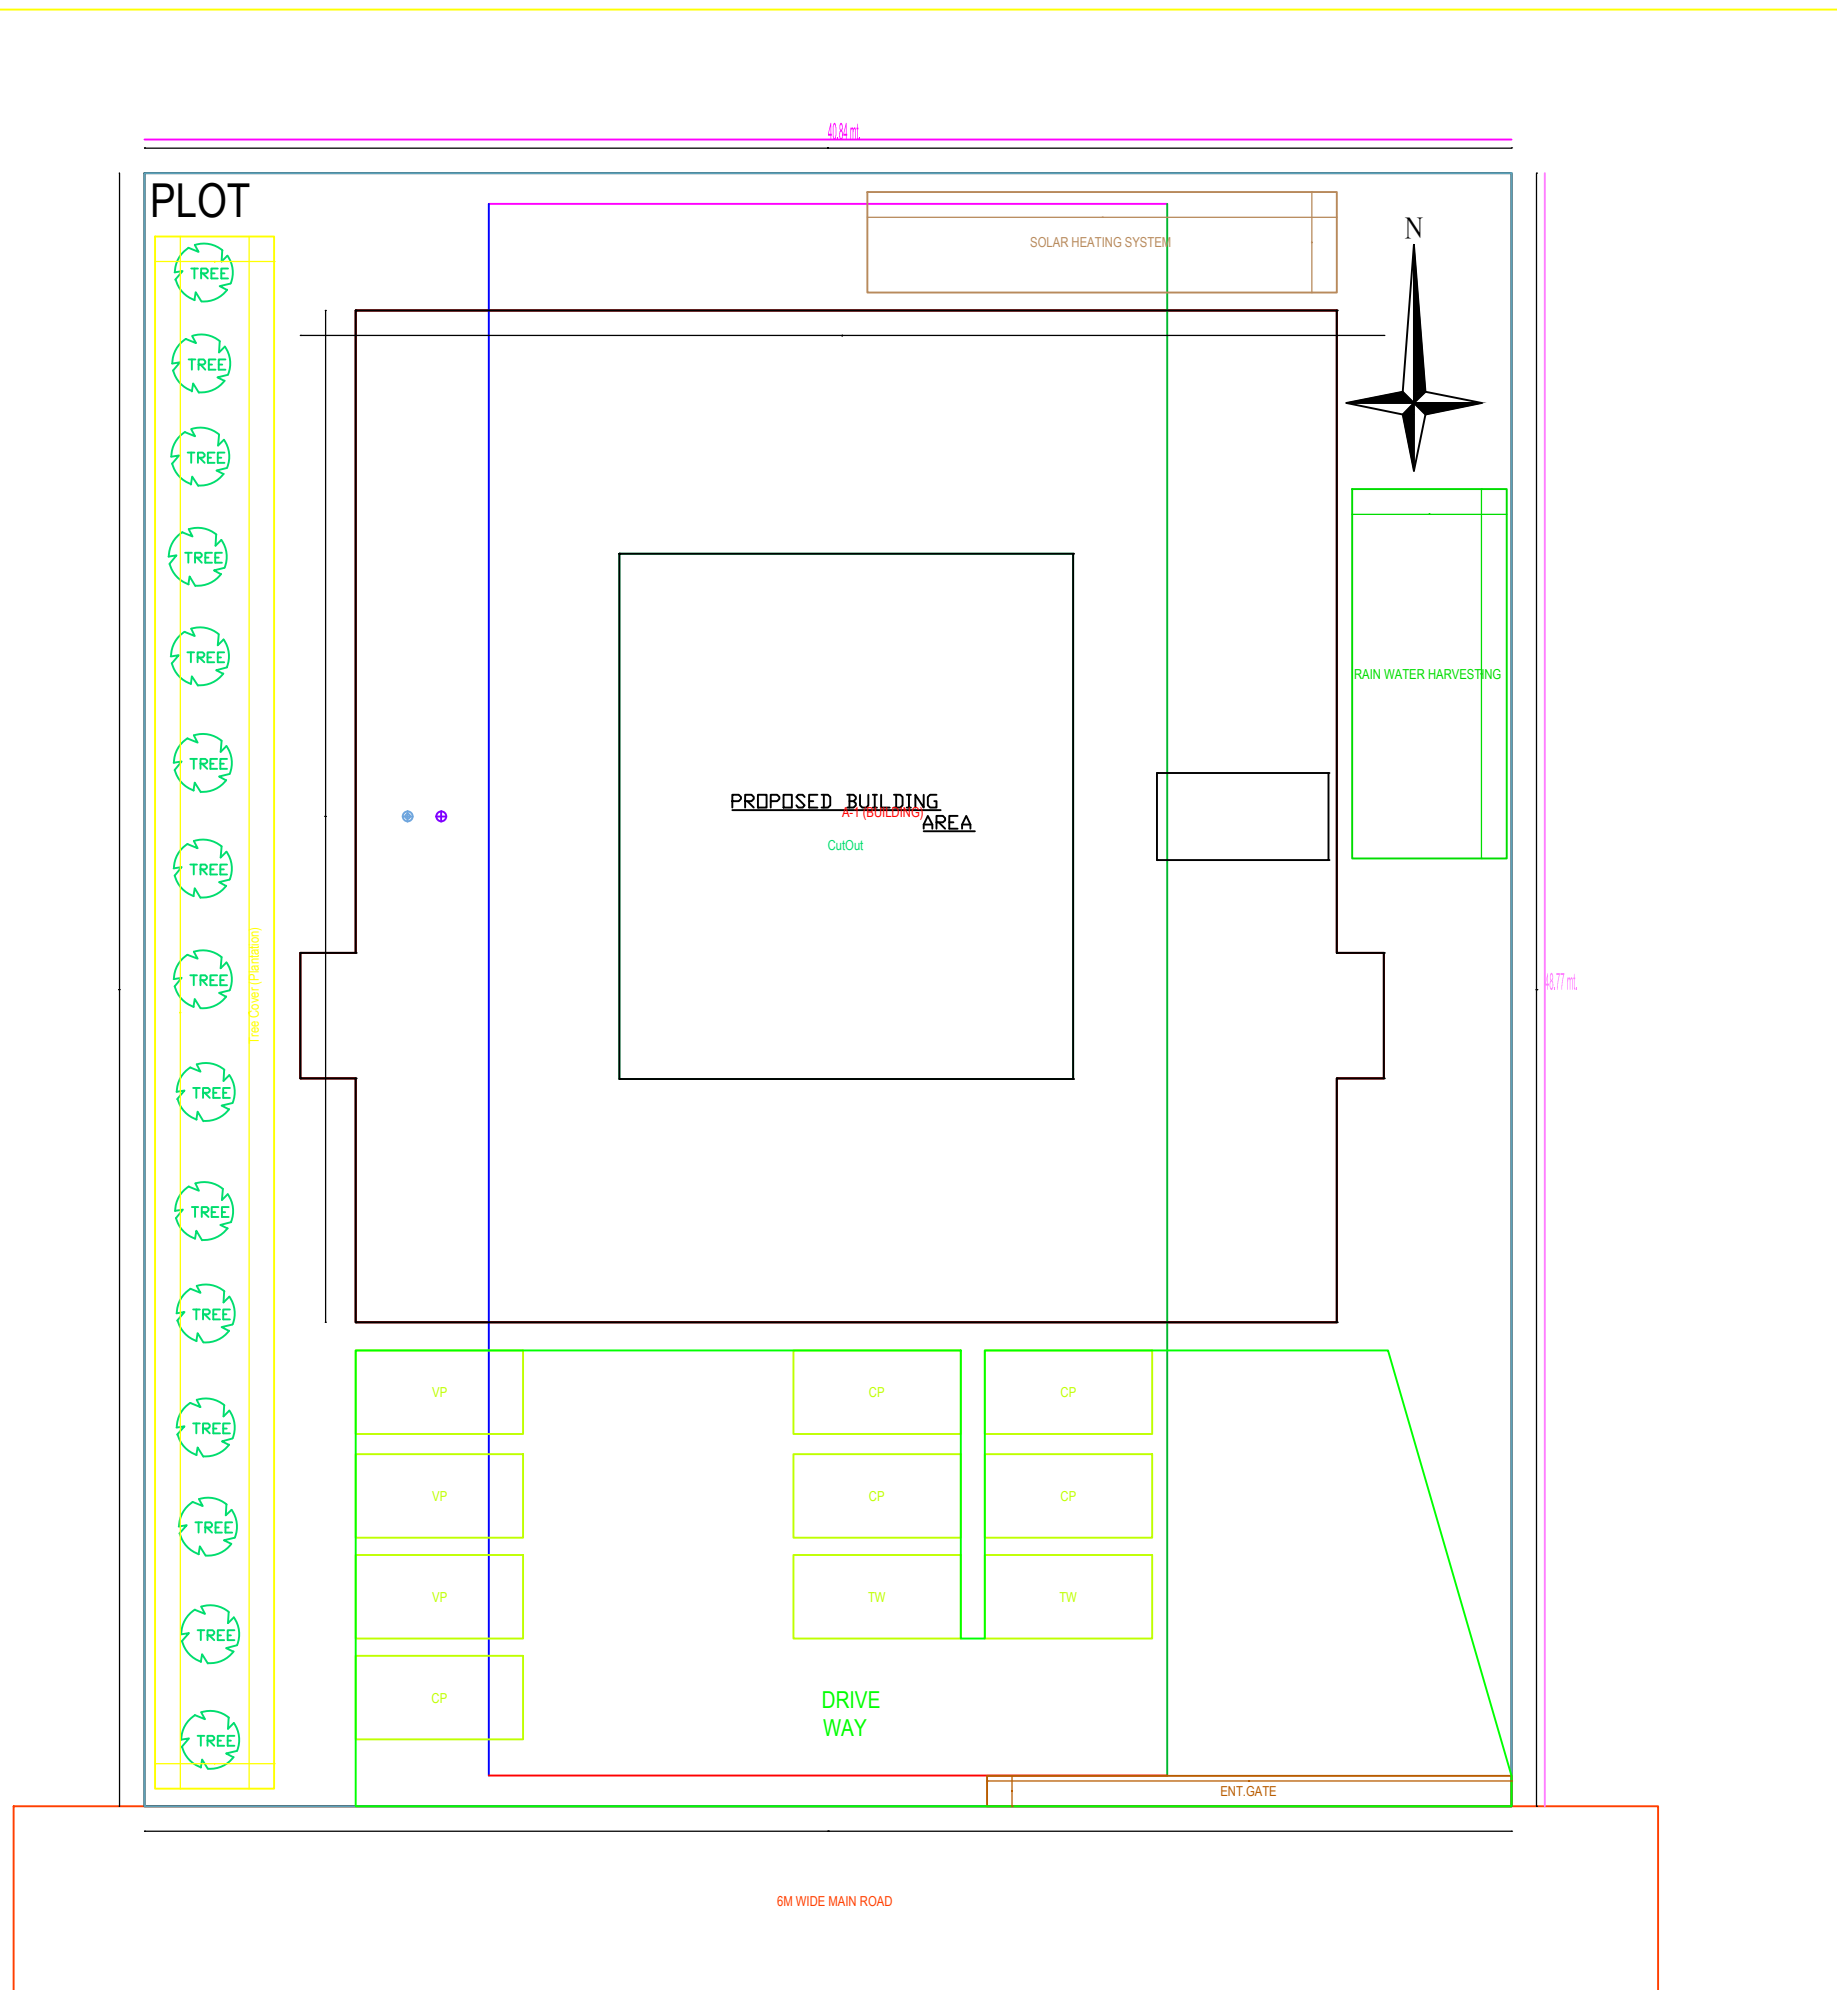 40.84 mt.
PLOT
N
SOLAR HEATING SYSTEM
TREE
TREE
TREE
TREE
TREE
RAIN WATER HARVESTING
TREE
PROPOSED BUILDING
A-1 (BUILDING)
AREA
CutOut
TREE
Tree Cover (Plantation)
TREE
48.77 mt.
TREE
TREE
TREE
VP
CP
CP
TREE
VP
CP
CP
TREE
VP
TW
TW
TREE
CP
DRIVE
WAY
TREE
ENT.GATE
6M WIDE MAIN ROAD